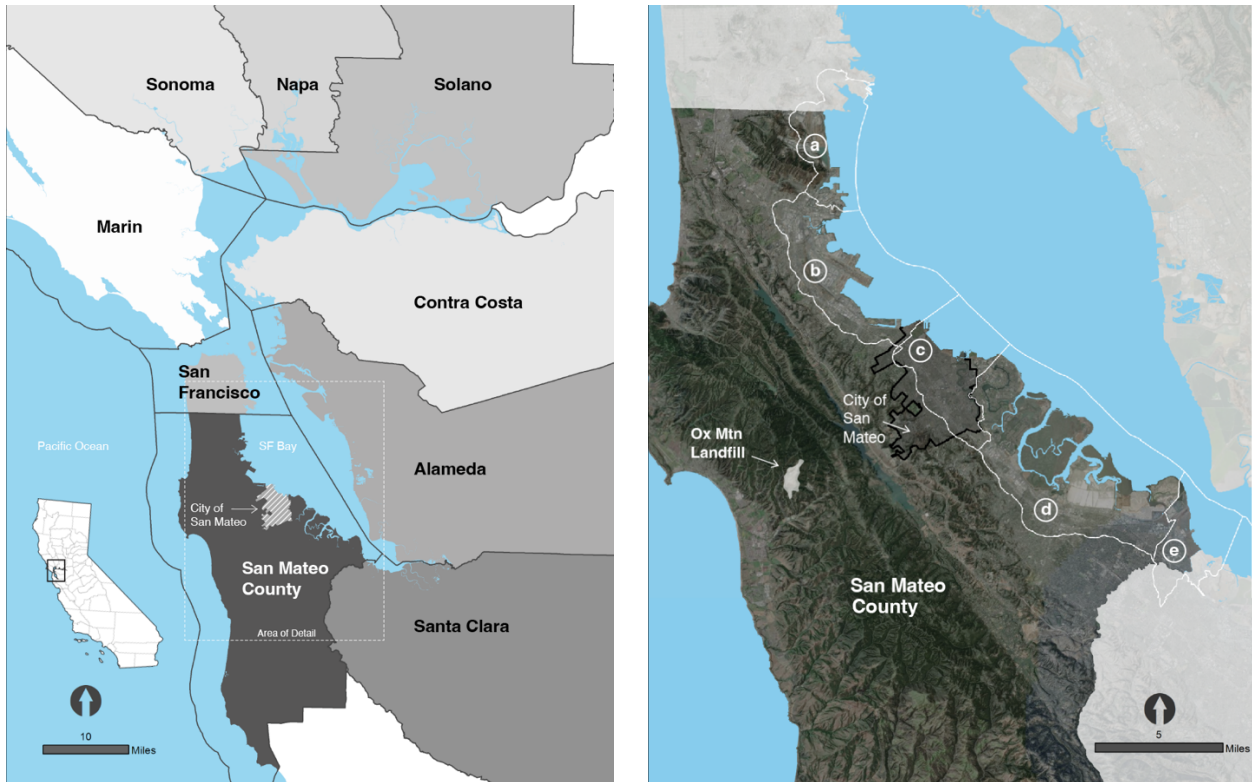 Sonoma
Napa
Solano
Marin
Contra Costa
San
Francisco
Pacific Ocean
SF Bay
Alameda
City of
San Mateo
San Mateo
County
Area of Detail
Santa Clara
10
Miles
a
b
c
City of
San
Mateo
Ox Mtn
Landfill
d
e
San Mateo
County
5
Miles